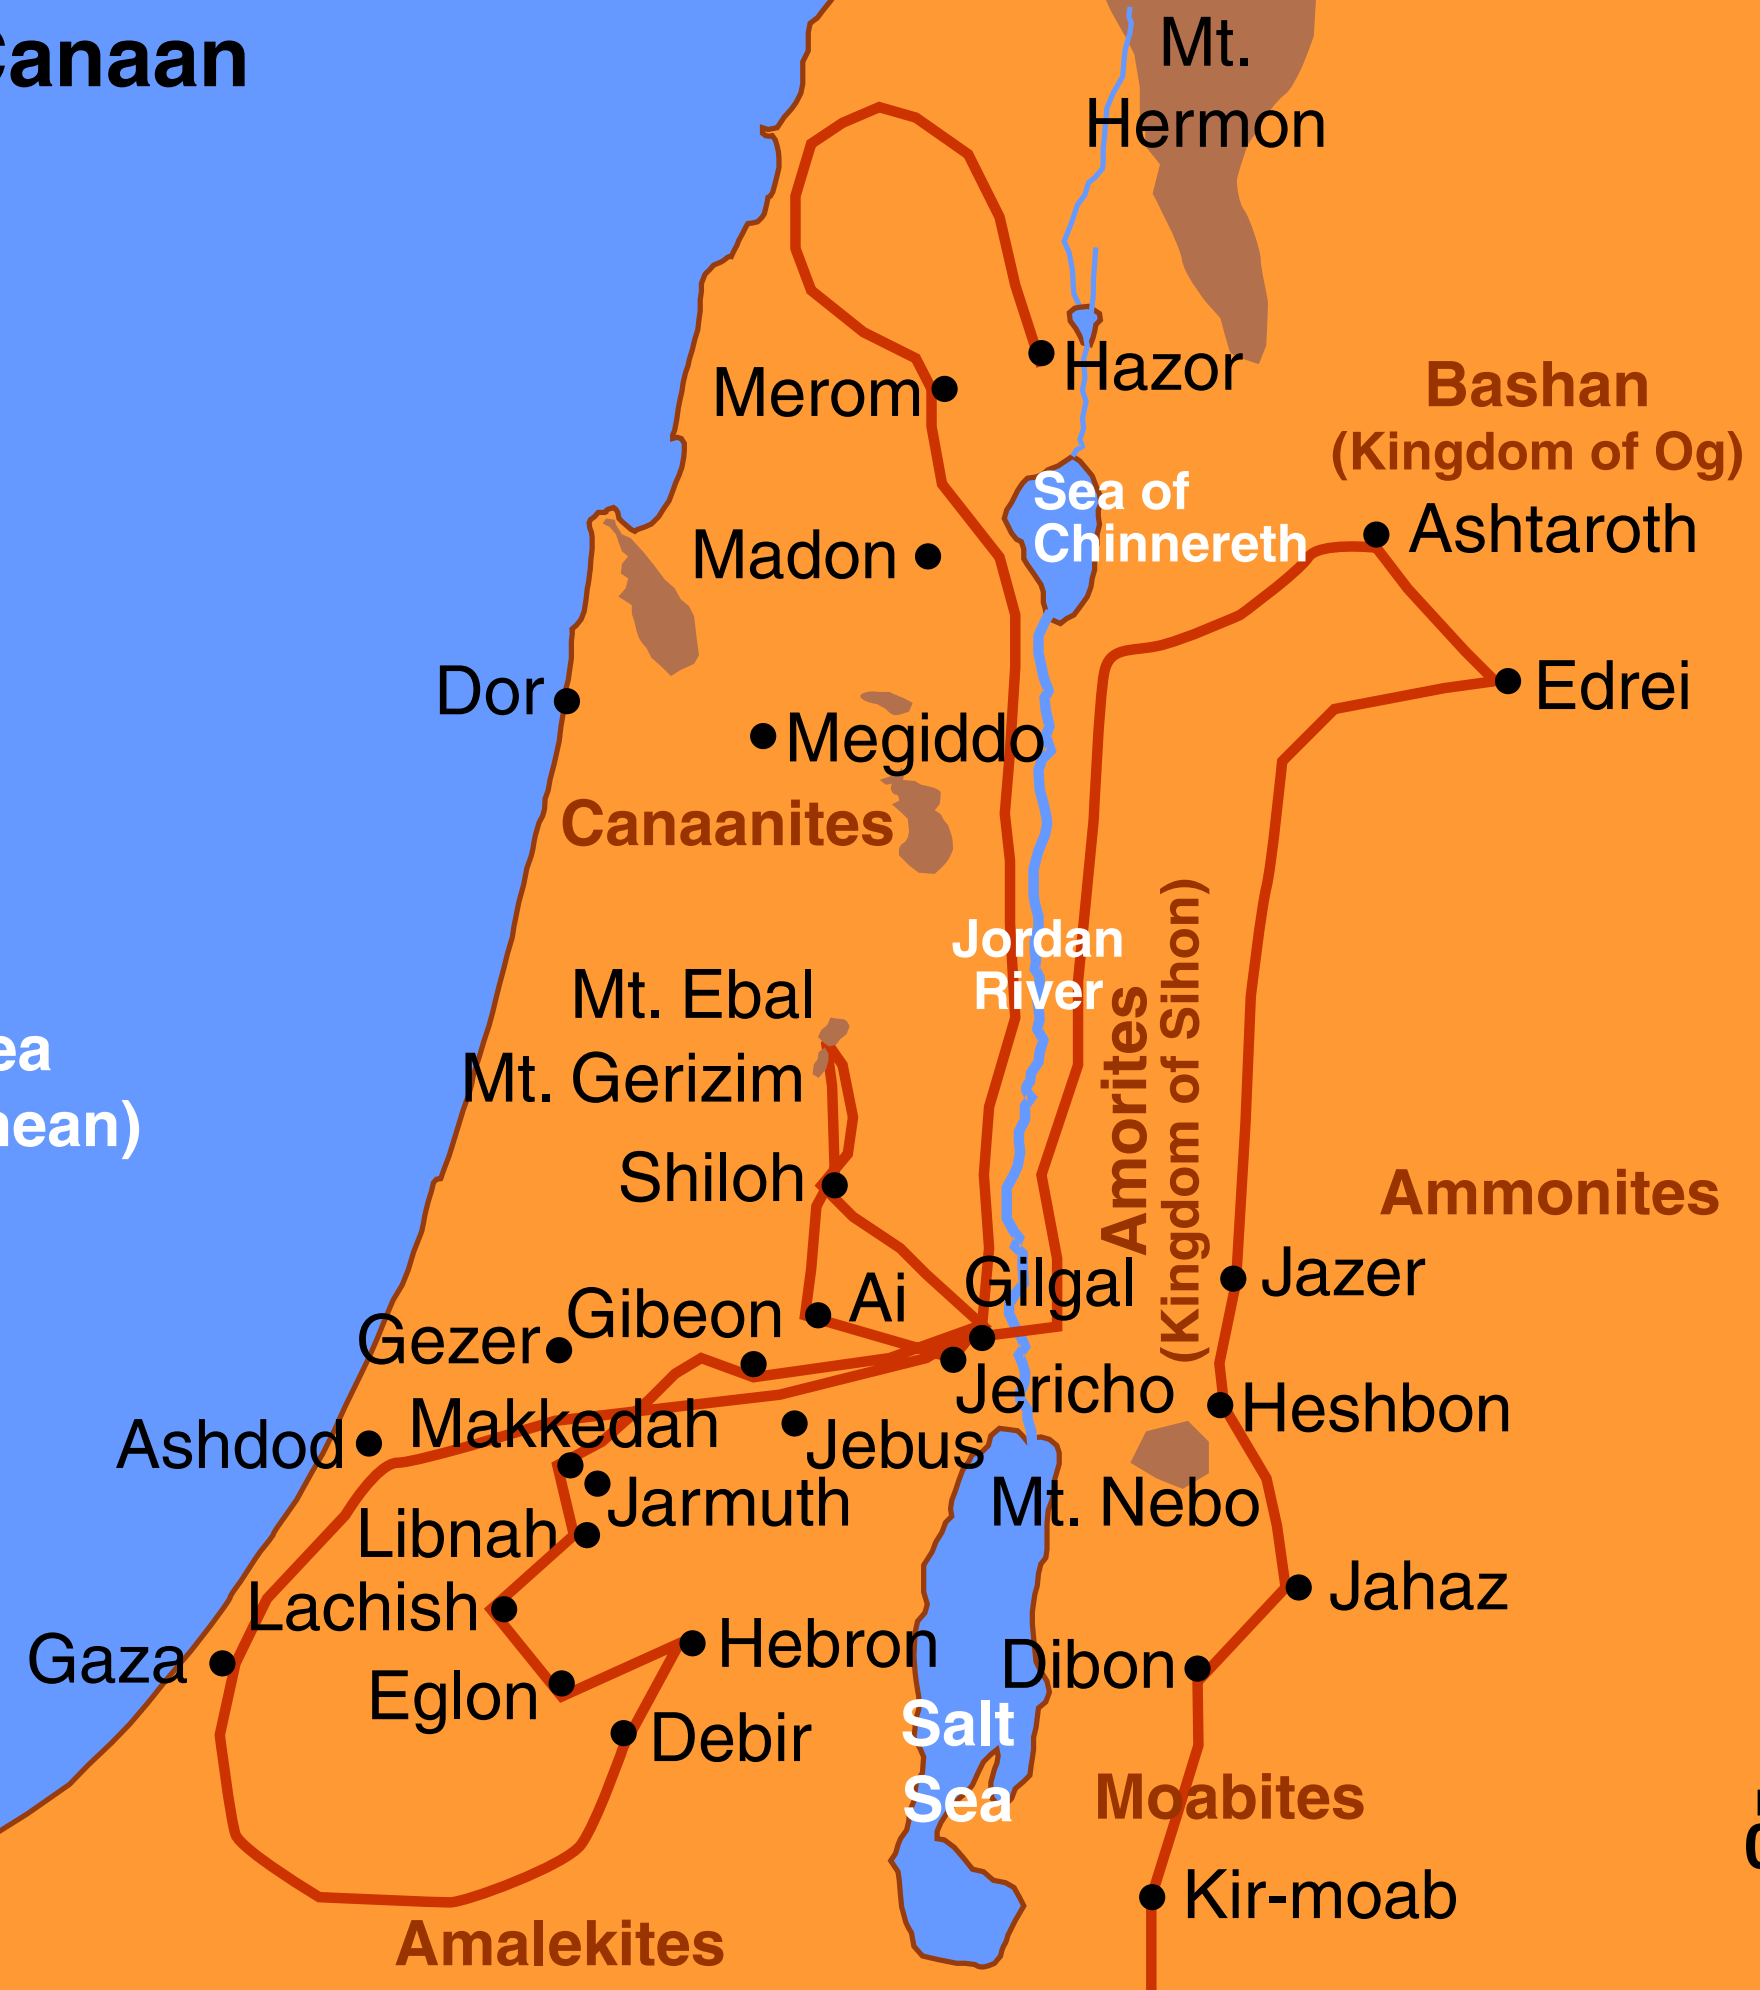 Canaan
Mt.
Hermon
Hazor
Merom
Bashan
(Kingdom of Og)
Sea of
Chinnereth
Ashtaroth
Madon
Edrei
Dor
Megiddo
Canaanites
Jordan
River
Amorites
(Kingdom of Sihon)
Mt. Ebal
Mt. Gerizim
Shiloh
Ammonites
Jazer
Gilgal
Ai
Gibeon
Gezer
Jericho
Heshbon
Makkedah
Ashdod
Jebus
Mt. Nebo
Jarmuth
Libnah
Jahaz
Lachish
Hebron
Gaza
Dibon
Eglon
Debir
Salt
Sea
Moabites
Kir-moab
Amalekites